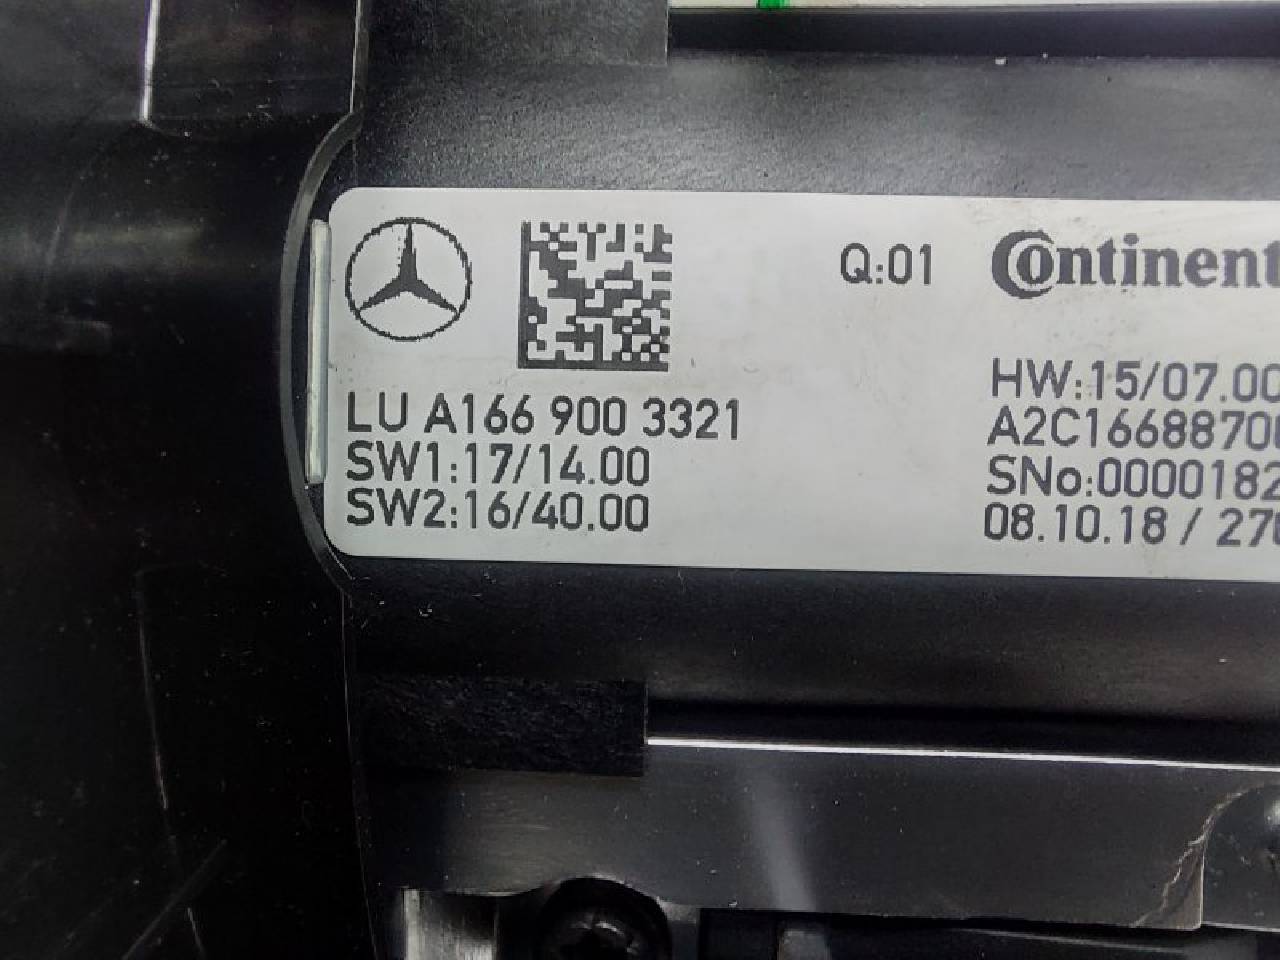 Q:01
Continent
LU A166 900 3321
SW1:17/14.00
SW2:16/40.00
HW:15/07.00
A2C1668870
SNo:0000182
08.10.18 / 27